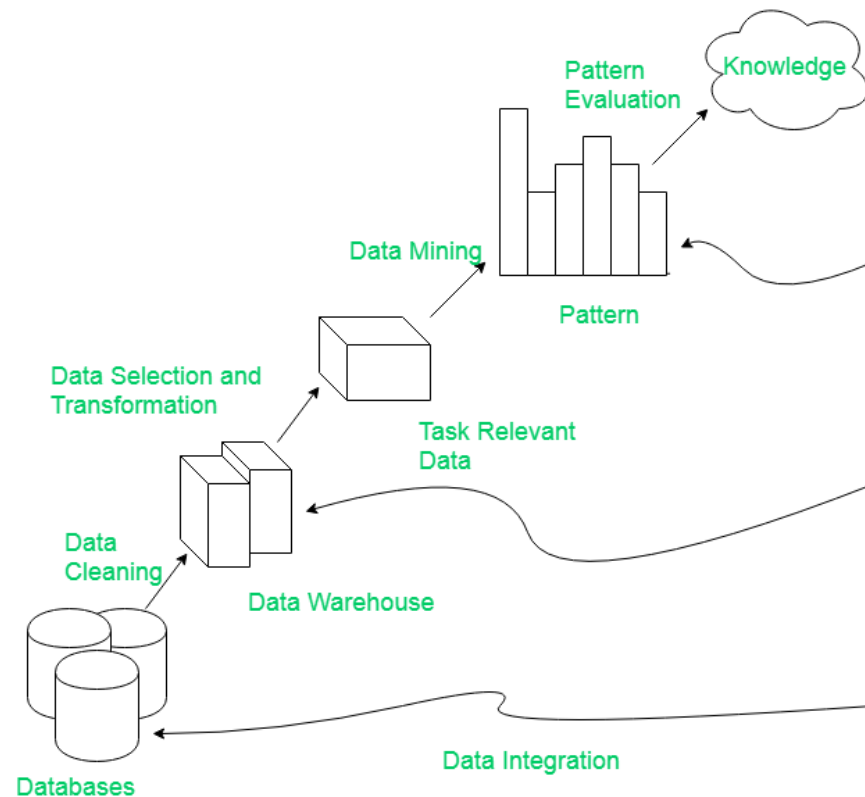 Knowledge
Pattern
Evaluation
Data Mining
Pattern
Data Selection and
Transformation
Task Relevant
Data
Data
Cleaning
Data Warehouse
Data Integration
Databases